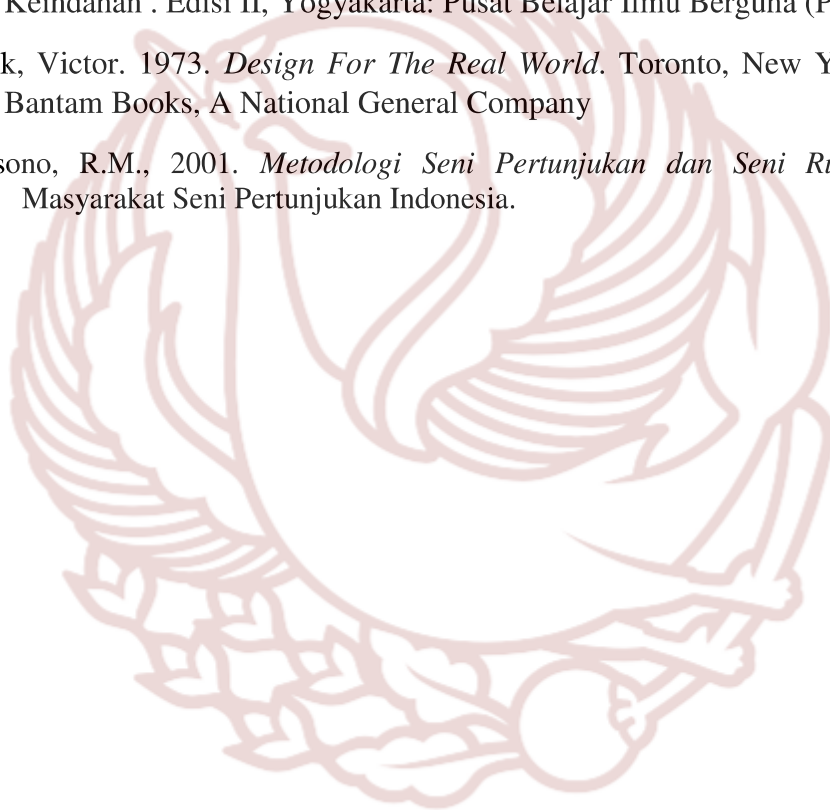 Keindahan . Edisi II, Yogyakarta: Pusat Belajar Ilmu Berguna (P
k, Victor. 1973. Design For The Real World. Toronto, New Y
Bantam Books, A National General Company
sono, R.M., 2001. Metodologi Seni Pertunjukan dan Seni Ru
Masyarakat Seni Pertunjukan Indonesia.